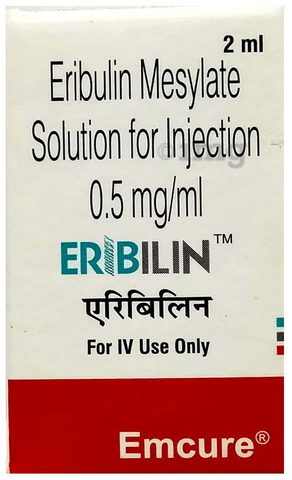 2 ml
Eribulin Mesylate
Solution for Injection
0.5 mg/ml
ERIBILIN™
एरिबिलिन
For IV Use Only
Emcure®